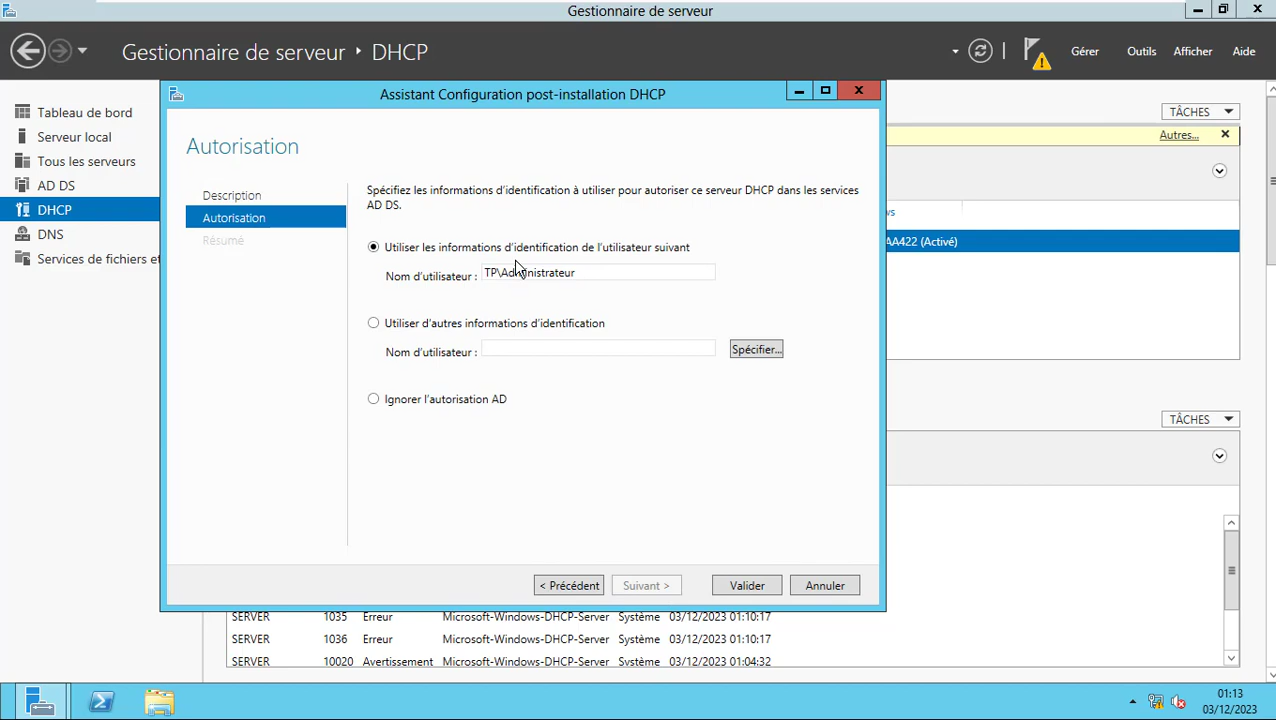 Gestionnaire de serveur
Gestionnaire de serveur ‣ DHCP
Gérer
Outils
Afficher
Aide
Tableau de bord
Serveur local
Tous les serveurs
AD DS
DHCP
DNS
Services de fichiers et
Assistant Configuration post-installation DHCP
Autorisation
Description
Autorisation
Résumé
Spécifiez les informations d’identification à utiliser pour autoriser ce serveur DHCP dans les services
AD DS.
Utiliser les informations d’identification de l’utilisateur suivant
Nom d’utilisateur : TP\Administrateur
Utiliser d’autres informations d’identification
Nom d’utilisateur :
Spécifier...
Ignorer l’autorisation AD
< Précédent
Suivant >
Valider
Annuler
TÂCHES
Autres...
ws
AA422 (Activé)
TÂCHES
SERVER 1035 Erreur Microsoft-Windows-DHCP-Server Système 03/12/2023 01:10:17
SERVER 1036 Erreur Microsoft-Windows-DHCP-Server Système 03/12/2023 01:10:17
SERVER 10020 Avertissement Microsoft-Windows-DHCP-Server Système 03/12/2023 01:04:32
01:13
03/12/2023